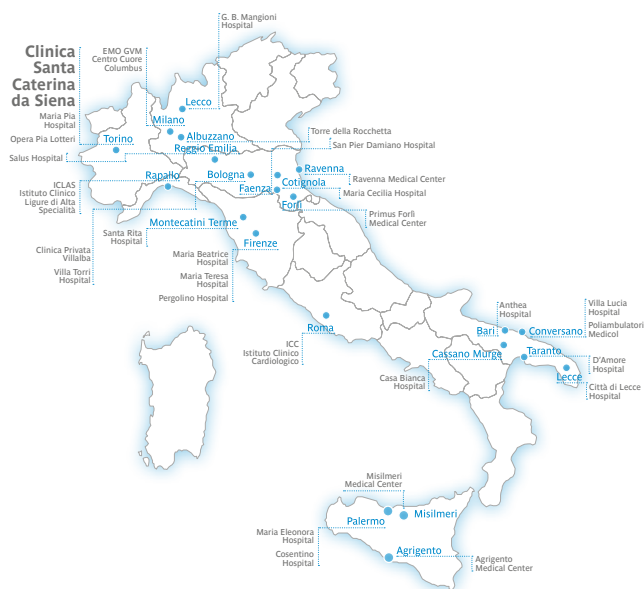 G. B. Mangioni
Hospital
Clinica
Santa
Caterina
da Siena
EMO GVM
Centro Cuore
Columbus
Lecco
Maria Pia
Hospital
Milano
Albuzzano
Torre della Rocchetta
Opera Pia Lotteri
Torino
San Pier Damiano Hospital
Salus Hospital
Reggio Emilia
Rapallo
Bologna
Ravenna
Ravenna Medical Center
ICLAS
Istituto Clinico
Ligure di Alta
Specialità
Faenza
Cotignola
Maria Cecilia Hospital
Forlì
Primus Forlì
Medical Center
Montecatini Terme
Santa Rita
Hospital
Firenze
Clinica Privata
Villalba
Villa Torri
Hospital
Maria Beatrice
Hospital
Maria Teresa
Hospital
Pergolino Hospital
Roma
ICC
Istituto Clinico
Cardiologico
Anthea
Hospital
Villa Lucia
Hospital
Poliambulatori
Medicol
Bari
Conversano
Cassano Murge
Taranto
D'Amore
Hospital
Casa Bianca
Hospital
Lecce
Città di Lecce
Hospital
Misilmeri
Medical Center
Palermo
Misilmeri
Maria Eleonora
Hospital
Cosentino
Hospital
Agrigento
Agrigento
Medical Center